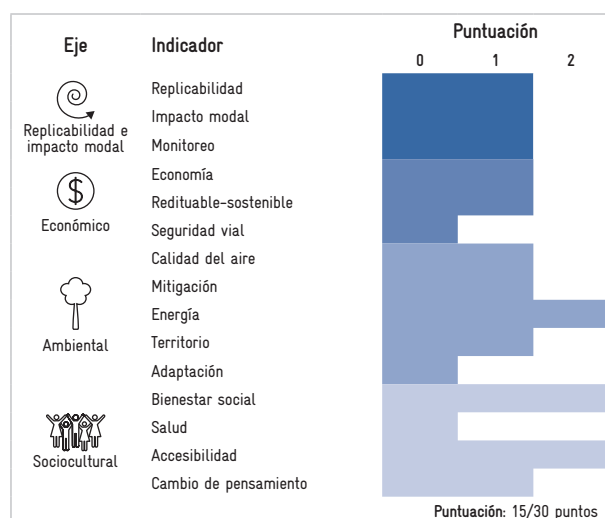 Eje
Indicador
Puntuación
0 1 2
Replicabilidad e
impacto modal
Replicabilidad
Impacto modal
Monitoreo
$
Económico
Economía
Redituable-sostenible
Seguridad vial
Ambiental
Calidad del aire
Mitigación
Energía
Territorio
Adaptación
Sociocultural
Bienestar social
Salud
Accesibilidad
Cambio de pensamiento
Puntuación: 15/30 puntos